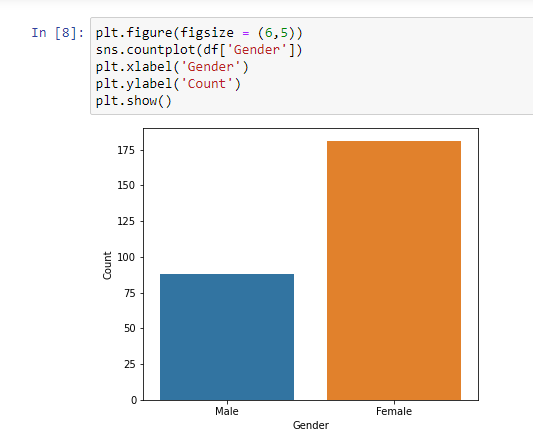 In [8]: plt.figure(figsize = (6,5))
sns.countplot(df['Gender'])
plt.xlabel('Gender')
plt.ylabel('Count')
plt.show()
175
150
125
100
75
50
25
0
Count
Male Female
Gender